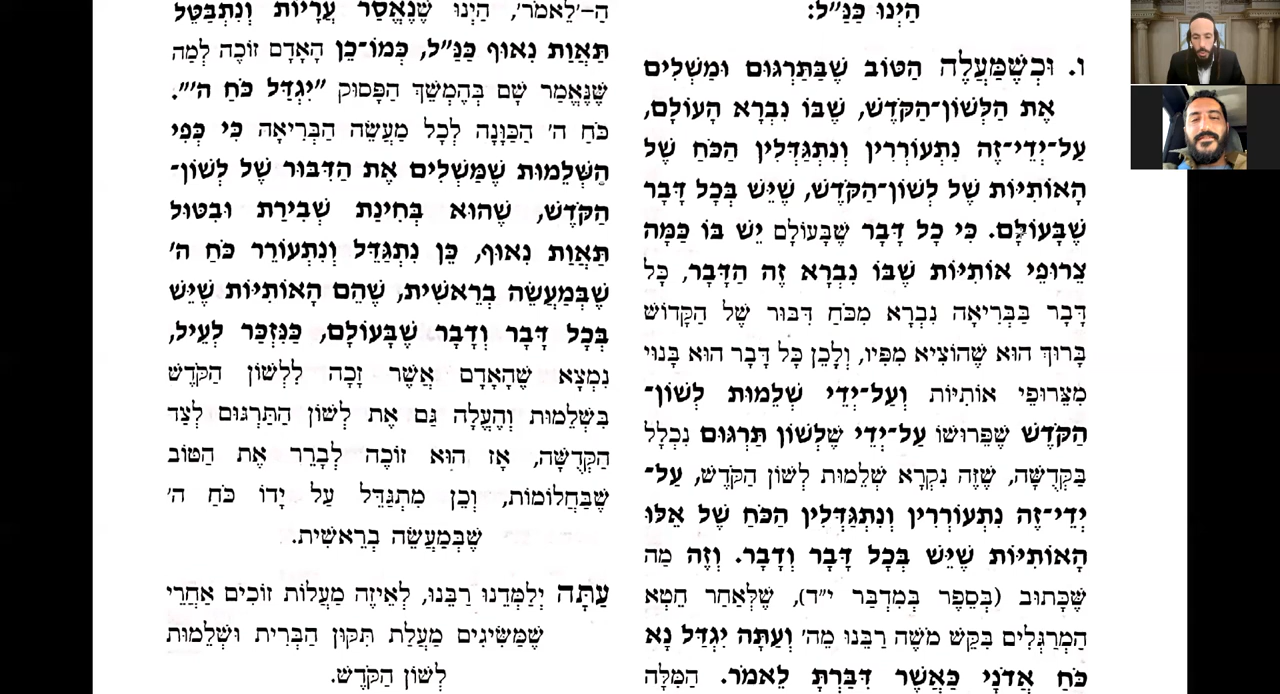 הַיְנוּ כַּנַּ״ל:
ו. וּכְשֶׁמַּעֲלֶה הַטּוֹב שֶׁבַּתַּרְגּוּם וּמַשְׁלִים
אֶת הַלְּשׁוֹן־הַקֹּדֶשׁ, שֶׁבּוֹ נִבְרָא הָעוֹלָם,
עַל־יְדֵי־זֶה נִתְעוֹרְרִין וְנִתְגַּדְּלִין הַכֹּחַ שֶׁל
הָאוֹתִיּוֹת שֶׁל לְשׁוֹן־הַקֹּדֶשׁ, שֶׁיֵּשׁ בְּכָל דָּבָר
שֶׁבָּעוֹלָם. כִּי כָל דָּבָר שֶׁבָּעוֹלָם יֵשׁ בּוֹ כַּמָּה
צֵרוּפֵי אוֹתִיּוֹת שֶׁבּוֹ נִבְרָא זֶה הַדָּבָר, כָּל
דָּבָר בַּבְּרִיאָה נִבְרָא מִכֹּחַ דִּבּוּר שֶׁל הַקָּדוֹשׁ
בָּרוּךְ הוּא שֶׁהוֹצִיא מִפִּיו, וְלָכֵן כָּל דָּבָר הוּא בָּנוּי
מִצֵּרוּפֵי אוֹתִיּוֹת וְעַל־יְדֵי שְׁלֵמוּת לְשׁוֹן־
הַקֹּדֶשׁ שֶׁפֵּרוּשׁוֹ עַל־יְדֵי שֶׁלְּשׁוֹן תַּרְגּוּם נִכְלָל
בַּקְּדֻשָּׁה, שֶׁזֶּה נִקְרָא שְׁלֵמוּת לְשׁוֹן הַקֹּדֶשׁ, עַל־
יְדֵי־זֶה נִתְעוֹרְרִין וְנִתְגַּדְּלִין הַכֹּחַ שֶׁל אֵלּוּ
הָאוֹתִיּוֹת שֶׁיֵּשׁ בְּכָל דָּבָר וְדָבָר. וְזֶה מַה
שֶּׁכָּתוּב (בְּסֵפֶר בְּמִדְבַּר י״ד), שֶׁלְּאַחַר חֵטְא
הַמְרַגְּלִים בִּקֵּשׁ מֹשֶׁה רַבֵּנוּ מֵה׳ וְעַתָּה יִגְדַּל נָא
כֹּחַ אֲדֹנָי כַּאֲשֶׁר דִּבַּרְתָּ לֵאמֹר. הַמִּלָּה
הַ–׳לֵאמֹר׳, הַיְנוּ שֶׁנֶּאֱסַר עֲרָיוֹת וְנִתְבַּטֵּל
תַּאֲוַת נִאוּף כַּנַּ״ל, כְּמוֹ־כֵן הָאָדָם זוֹכֶה לְמַה
שֶּׁנֶּאֱמַר שָׁם בְּהֶמְשֵׁךְ הַפָּסוּק ״יִגְדַּל כֹּחַ ה׳״.
כֹּחַ ה׳ הַכַּוָּנָה לְכָל מַעֲשֵׂה הַבְּרִיאָה כִּי כְּפִי
הַשְּׁלֵמוּת שֶׁמַּשְׁלִים אֶת הַדִּבּוּר שֶׁל לְשׁוֹן־
הַקֹּדֶשׁ, שֶׁהוּא בְּחִינַת שְׁבִירַת וּבִטּוּל
תַּאֲוַת נִאוּף, כֵּן נִתְגַּדֵּל וְנִתְעוֹרֵר כֹּחַ ה׳
שֶׁבְּמַעֲשֵׂה בְרֵאשִׁית, שֶׁהֵם הָאוֹתִיּוֹת שֶׁיֵּשׁ
בְּכָל דָּבָר וְדָבָר שֶׁבָּעוֹלָם, כַּנִּזְכַּר לְעֵיל,
נִמְצָא שֶׁהָאָדָם אֲשֶׁר זָכָה לִלְשׁוֹן הַקֹּדֶשׁ
בִּשְׁלֵמוּת וְהֶעֱלָה גַּם אֶת לְשׁוֹן הַתַּרְגּוּם לְצַד
הַקְּדֻשָּׁה, אָז הוּא זוֹכֶה לְבָרֵר אֶת הַטּוֹב
שֶׁבַּחֲלוֹמוֹת, וְכֵן מִתְגַּדֵּל עַל יָדוֹ כֹּחַ ה׳
שֶׁבְּמַעֲשֵׂה בְרֵאשִׁית.
עַתָּה יְלַמְּדֵנוּ רַבֵּנוּ, לְאֵיזֶה מַעֲלוֹת זוֹכִים אַחֲרֵי
שֶׁמַּשִּׂיגִים מַעֲלַת תִּקּוּן הַבְּרִית וּשְׁלֵמוּת
לְשׁוֹן הַקֹּדֶשׁ.